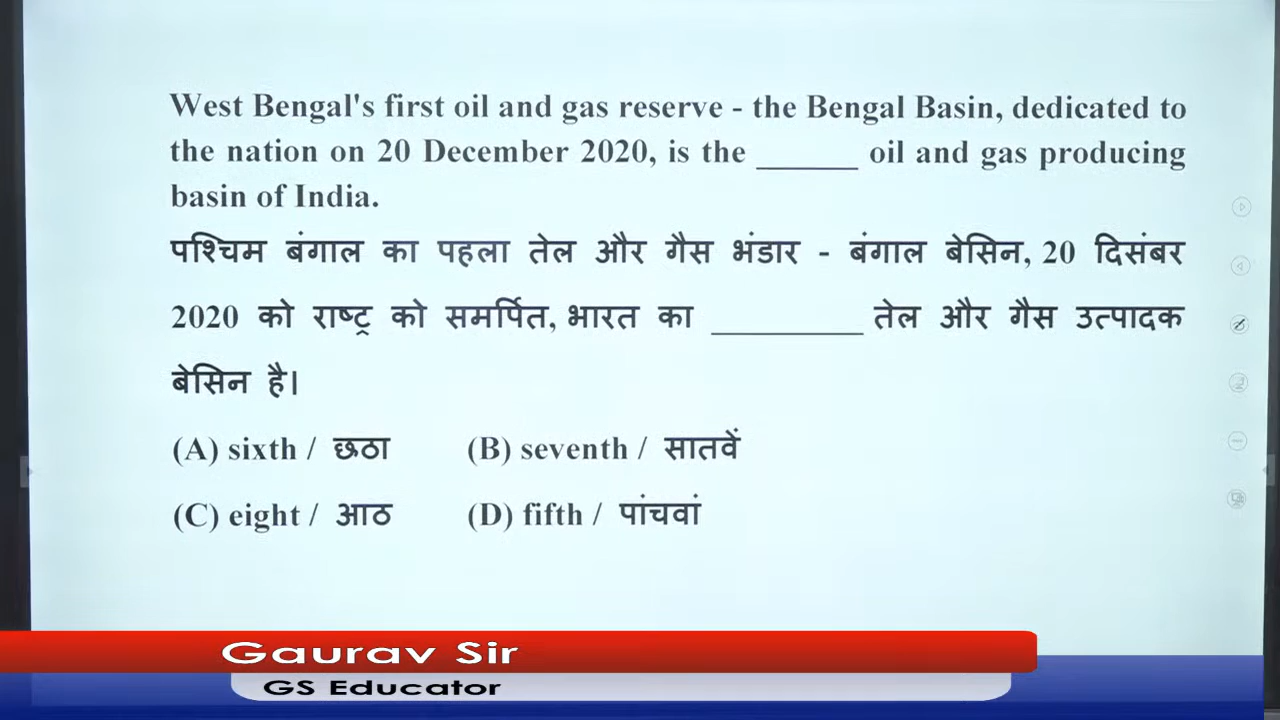 West Bengal's first oil and gas reserve - the Bengal Basin, dedicated to
the nation on 20 December 2020, is the ______ oil and gas producing
basin of India.
पश्चिम बंगाल का पहला तेल और गैस भंडार - बंगाल बेसिन, 20 दिसंबर
2020 को राष्ट्र को समर्पित, भारत का _________ तेल और गैस उत्पादक
बेसिन है।
(A) sixth / छठा (B) seventh / सातवें
(C) eight / आठ (D) fifth / पांचवां
Gaurav Sir
GS Educator